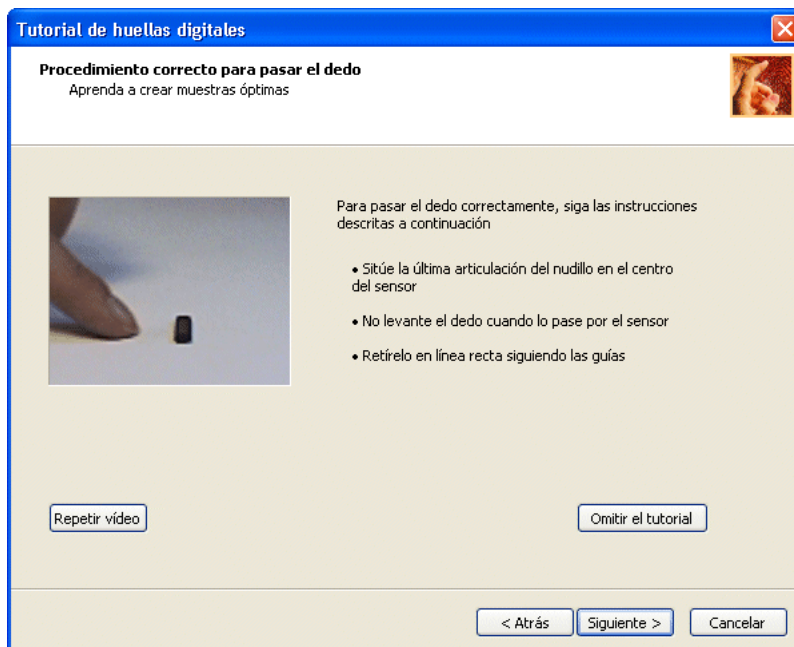 Tutorial de huellas digitales
Procedimiento correcto para pasar el dedo
Aprenda a crear muestras óptimas
Para pasar el dedo correctamente, siga las instrucciones
descritas a continuación
• Sitúe la última articulación del nudillo en el centro
del sensor
• No levante el dedo cuando lo pase por el sensor
• Retírelo en línea recta siguiendo las guías
Repetir vídeo
Omitir el tutorial
< Atrás
Siguiente >
Cancelar